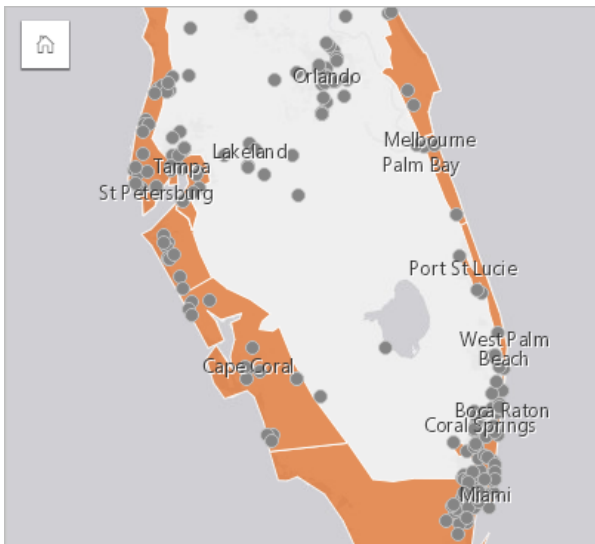 Orlando
Melbourne
Lakeland
Tampa
Palm Bay
St Petersburg
Port St Lucie
West Palm
Beach
Cape Coral
Boca Raton
Coral Springs
Miami